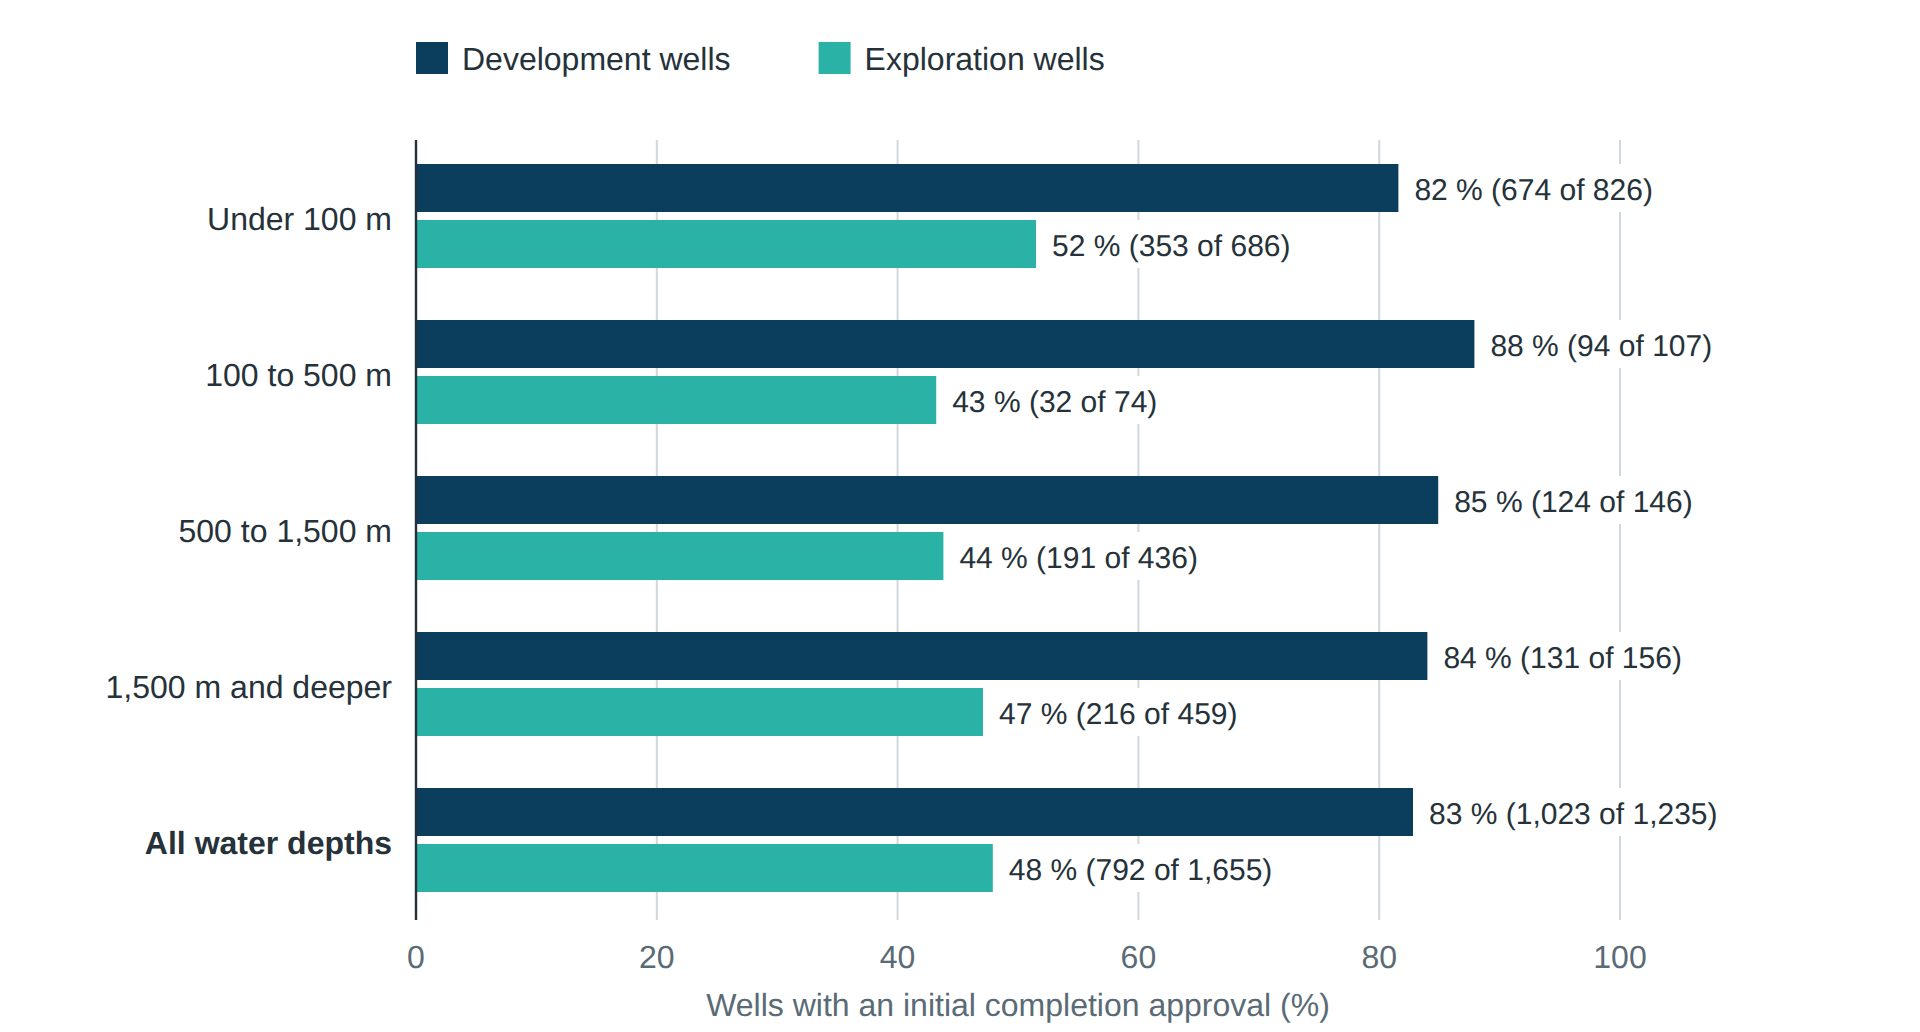 Development wells
Exploration wells
Under 100 m
82 % (674 of 826)
52 % (353 of 686)
100 to 500 m
88 % (94 of 107)
43 % (32 of 74)
500 to 1,500 m
85 % (124 of 146)
44 % (191 of 436)
1,500 m and deeper
84 % (131 of 156)
47 % (216 of 459)
All water depths
83 % (1,023 of 1,235)
48 % (792 of 1,655)
0 20 40 60 80 100
Wells with an initial completion approval (%)